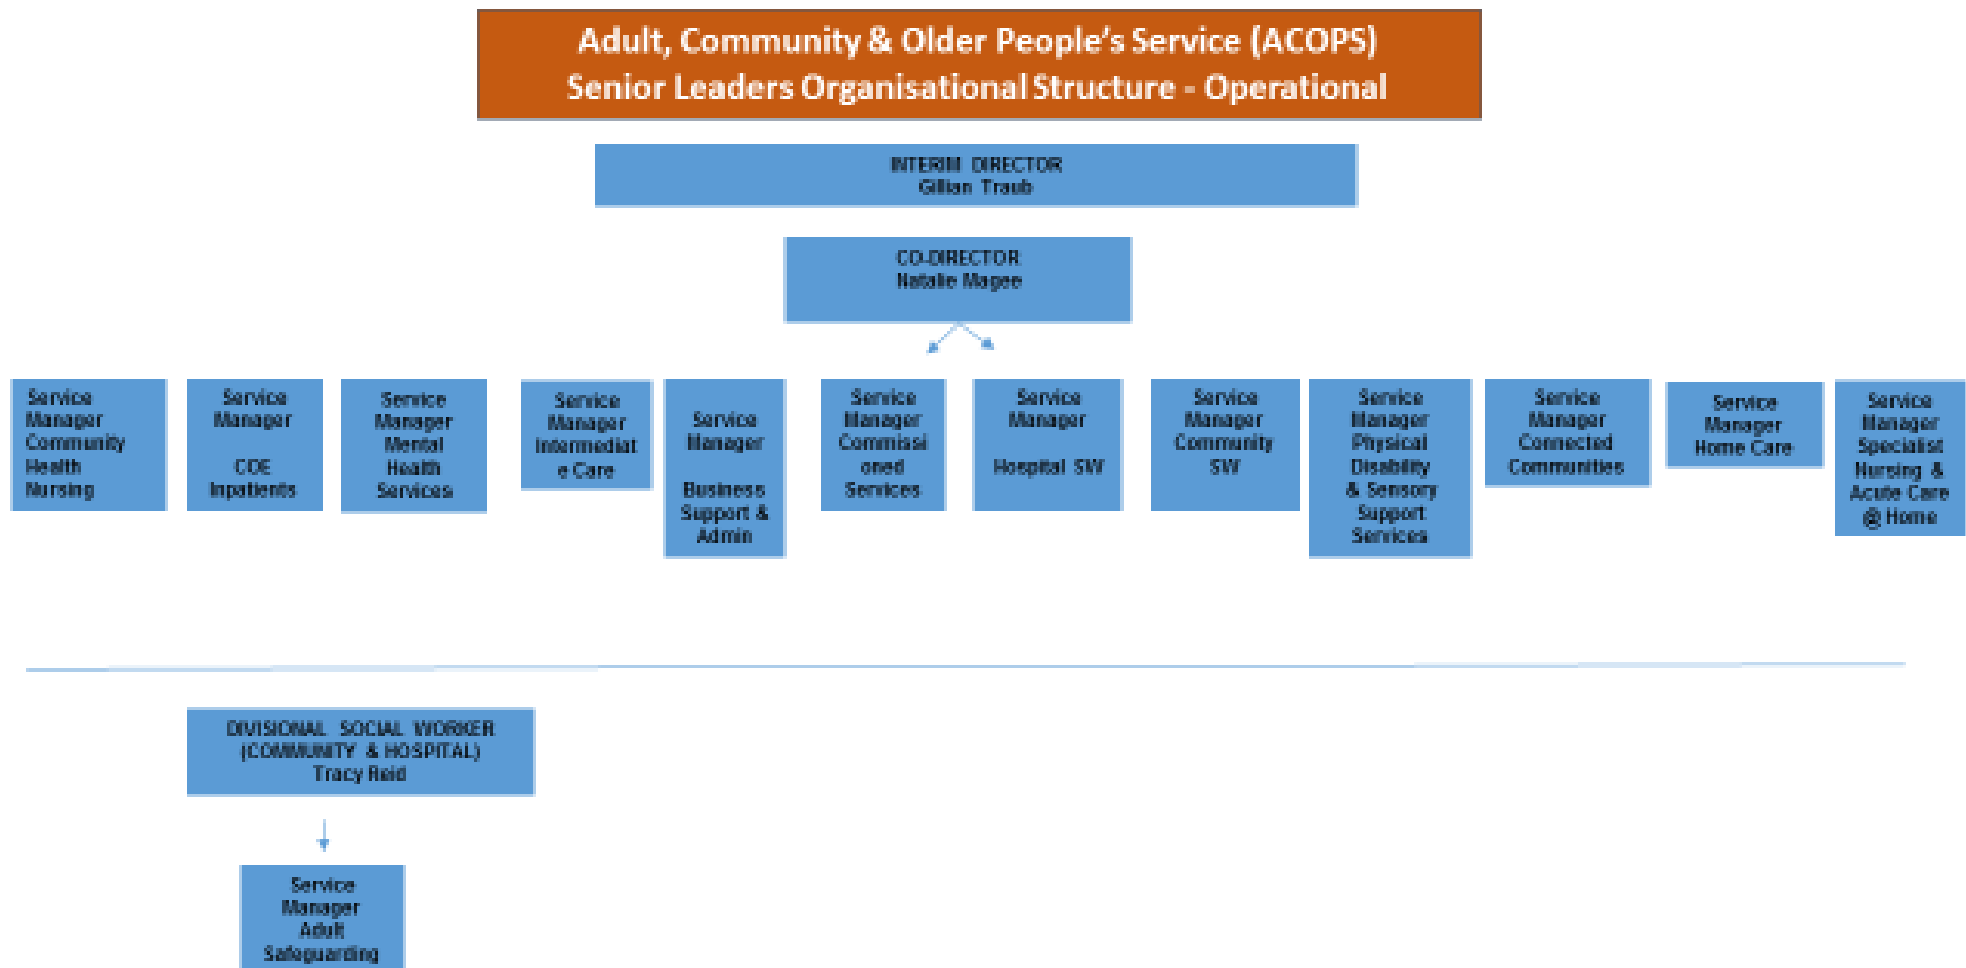 Adult, Community & Older People's Service (ACOPS)
Senior Leaders Organisational Structure - Operational
INTERIM DIRECTOR
Gillian Traub
CO-DIRECTOR
Natalie Magee
Service
Manager
Community
Health
Nursing
Service
Manager
COE
Inpatients
Service
Manager
Mental
Health
Services
Service
Manager
Intermediat
e Care
Service
Manager
Business
Support &
Admin
Service
Manager
Commissi
oned
Services
Service
Manager
Hospital SW
Service
Manager
Community
SW
Service
Manager
Physical
Disability
& Sensory
Support
Services
Service
Manager
Connected
Communities
Service
Manager
Home Care
Service
Manager
Specialist
Nursing &
Acute Care
@ Home
DIVISIONAL SOCIAL WORKER
(COMMUNITY & HOSPITAL)
Tracy Reid
Service
Manager
Adult
Safeguarding